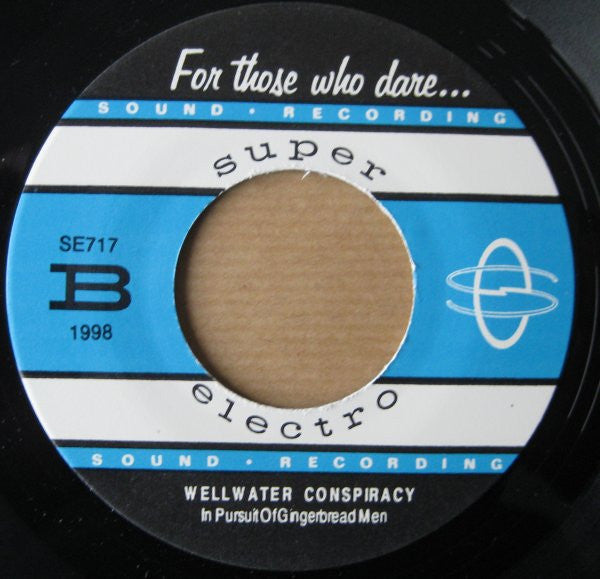 For those who dare...
SOUND • RECORDING
super
SE717
B
1998
electro
SOUND • RECORDING
WELLWATER CONSPIRACY
In Pursuit Of Gingerbread Men